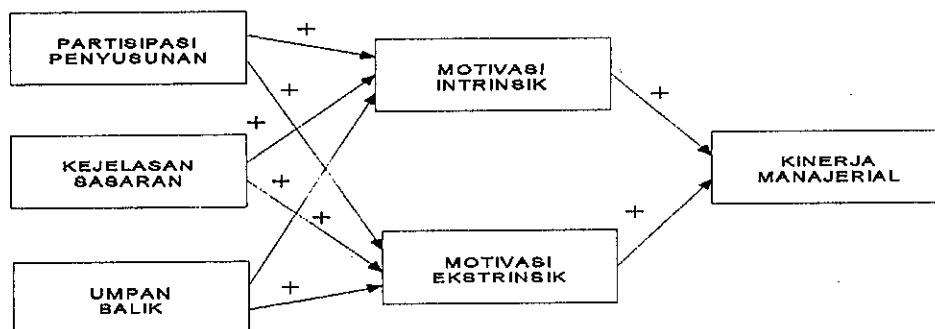 PARTISIPASI
PENYUSUNAN
KEJELASAN
SASARAN
UMPAN
BALIK
MOTIVASI
INTRINSIK
MOTIVASI
EKSTRINSIK
KINERJA
MANAJERIAL
+
+
+
+
+
+
+
+